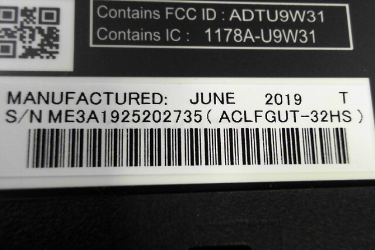 Contains FCC ID : ADTU9W31
Contains IC : 1178A-U9W31
MANUFACTURED: JUNE 2019 T
S/N ME3A1925202735( ACLFGUT-32HS )